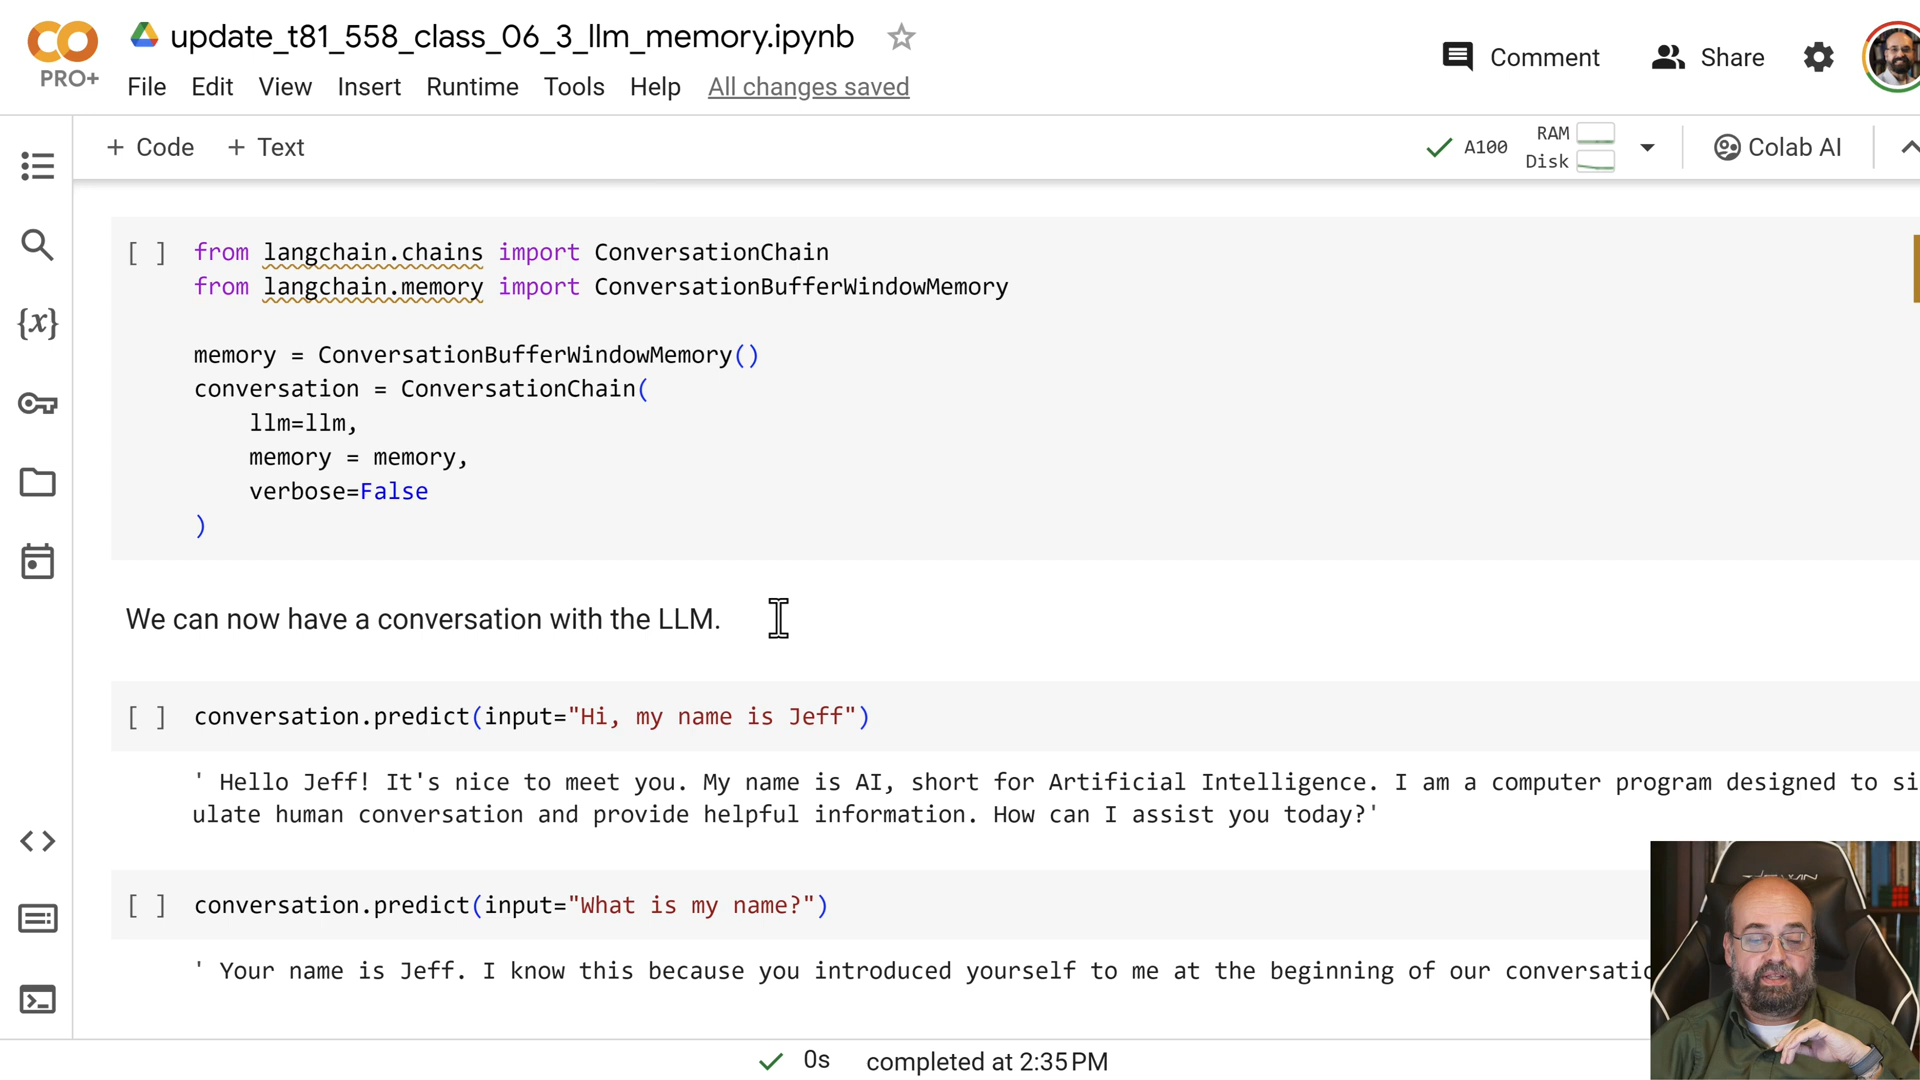 PRO+
update_t81_558_class_06_3_llm_memory.ipynb
File Edit View Insert Runtime Tools Help All changes saved
Comment Share
+ Code + Text
A100 RAM Disk Colab AI
{x}
[ ] from langchain.chains import ConversationChain
from langchain.memory import ConversationBufferWindowMemory
memory = ConversationBufferWindowMemory()
conversation = ConversationChain(
llm=llm,
memory = memory,
verbose=False
)
We can now have a conversation with the LLM.
[ ] conversation.predict(input="Hi, my name is Jeff")
' Hello Jeff! It's nice to meet you. My name is AI, short for Artificial Intelligence. I am a computer program designed to si
ulate human conversation and provide helpful information. How can I assist you today?'
[ ] conversation.predict(input="What is my name?")
' Your name is Jeff. I know this because you introduced yourself to me at the beginning of our conversatio
0s completed at 2:35 PM